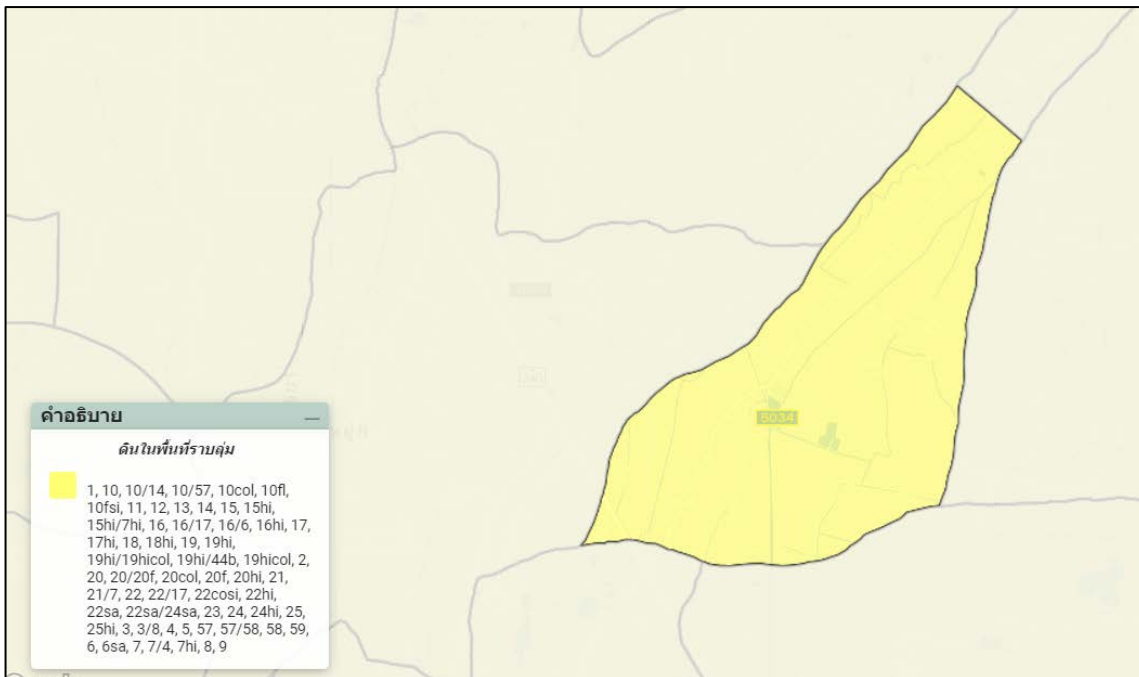 5034
คำอธิบาย
ดินในพื้นที่ราบลุ่ม
1, 10, 10/14, 10/57, 10col, 10fl,
10fsi, 11, 12, 13, 14, 15, 15hi,
15hi/7hi, 16, 16/17, 16/6, 16hi, 17,
17hi, 18, 18hi, 19, 19hi,
19hi/19hicol, 19hi/44b, 19hicol, 2,
20, 20/20f, 20col, 20f, 20hi, 21,
21/7, 22, 22/17, 22cosi, 22hi,
22sa, 22sa/24sa, 23, 24, 24hi, 25,
25hi, 3, 3/8, 4, 5, 57, 57/58, 58, 59,
6, 6sa, 7, 7/4, 7hi, 8, 9